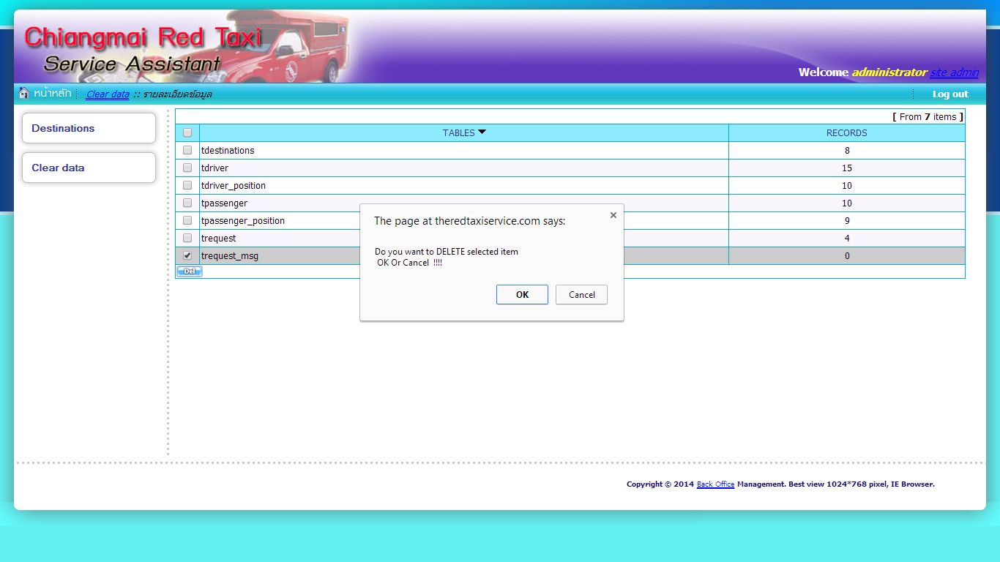 Chiangmai Red Taxi
Service Assistant
Welcome administrator site admin
หน้าหลัก Clear data :: รายละเอียดข้อมูล Log out
Destinations
Clear data
[ From 7 items ]
TABLES RECORDS
tdestinations 8
tdriver 15
tdriver_position 10
tpassenger 10
tpassenger_position 9
trequest 4
trequest_msg 0
Del
The page at theredtaxiservice.com says:
Do you want to DELETE selected item
OK Or Cancel !!!!
OK Cancel
Copyright © 2014 Back Office Management. Best view 1024*768 pixel, IE Browser.